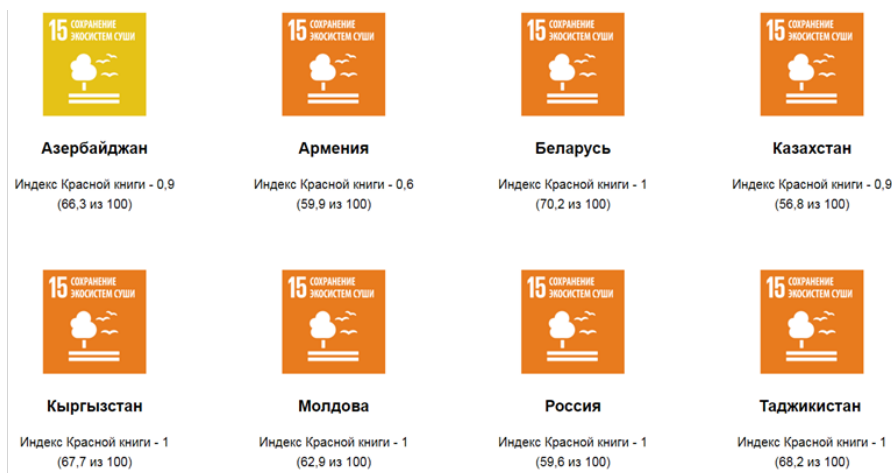 15 СОХРАНЕНИЕ
ЭКОСИСТЕМ СУШИ
15 СОХРАНЕНИЕ
ЭКОСИСТЕМ СУШИ
15 СОХРАНЕНИЕ
ЭКОСИСТЕМ СУШИ
15 СОХРАНЕНИЕ
ЭКОСИСТЕМ СУШИ
Азербайджан
Индекс Красной книги - 0,9
(66,3 из 100)
Армения
Индекс Красной книги - 0,6
(59,9 из 100)
Беларусь
Индекс Красной книги - 1
(70,2 из 100)
Казахстан
Индекс Красной книги - 0,9
(56,8 из 100)
15 СОХРАНЕНИЕ
ЭКОСИСТЕМ СУШИ
15 СОХРАНЕНИЕ
ЭКОСИСТЕМ СУШИ
15 СОХРАНЕНИЕ
ЭКОСИСТЕМ СУШИ
15 СОХРАНЕНИЕ
ЭКОСИСТЕМ СУШИ
Кыргызстан
Индекс Красной книги - 1
(67,7 из 100)
Молдова
Индекс Красной книги - 1
(62,9 из 100)
Россия
Индекс Красной книги - 1
(59,6 из 100)
Таджикистан
Индекс Красной книги - 1
(68,2 из 100)